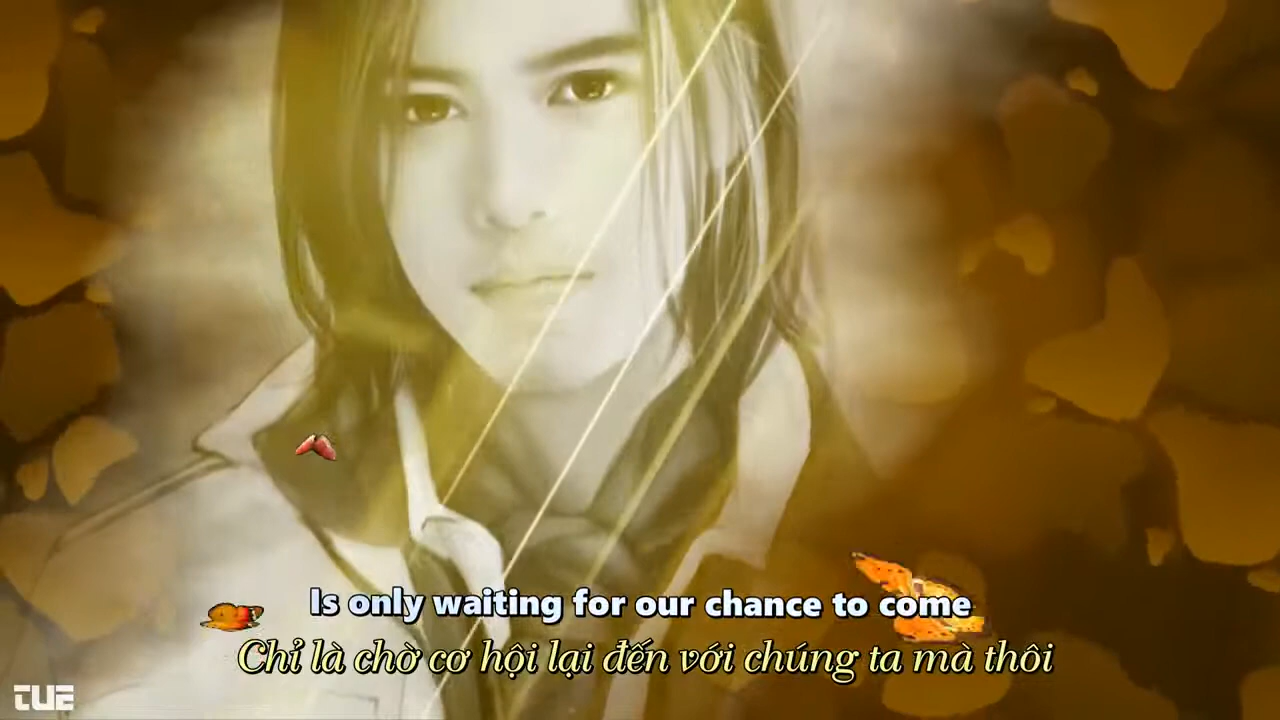 Is only waiting for our chance to come
Chỉ là chờ cơ hội lại đến với chúng ta mà thôi
TUE